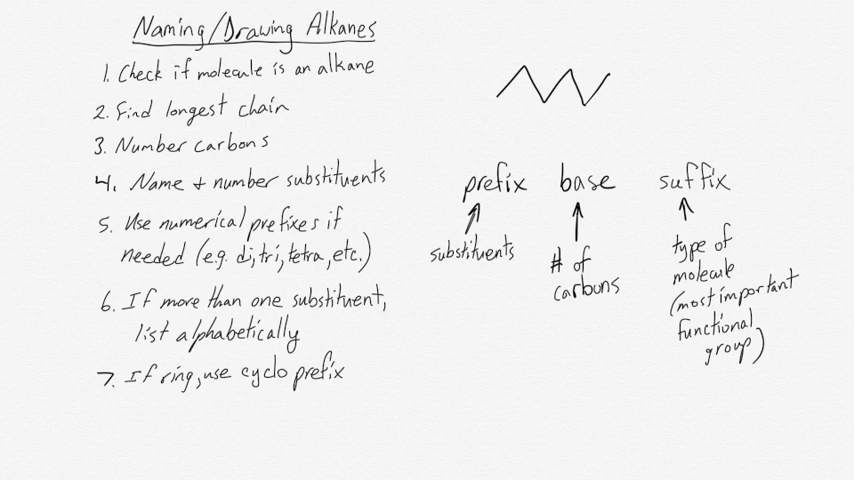 Naming/Drawing Alkanes
1. Check if molecule is an alkane
2. Find longest chain
3. Number carbons
4. Name + number substituents
5. Use numerical prefixes if
needed (e.g. di, tri, tetra, etc.)
6. If more than one substituent,
list alphabetically
7. If ring, use cyclo prefix
prefix base suffix
substituents
# of
carbons
type of
molecule
(most important
functional
group)